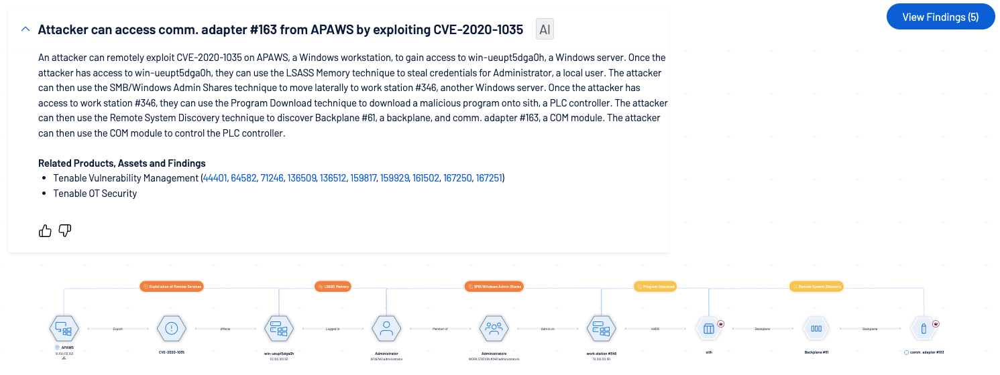 View Findings (5)
Attacker can access comm. adapter #163 from APAWS by exploiting CVE-2020-1035 AI
An attacker can remotely exploit CVE-2020-1035 on APAWS, a Windows workstation, to gain access to win-ueupt5dga0h, a Windows server. Once the
attacker has access to win-ueupt5dga0h, they can use the LSASS Memory technique to steal credentials for Administrator, a local user. The attacker
can then use the SMB/Windows Admin Shares technique to move laterally to work station #346, another Windows server. Once the attacker has
access to work station #346, they can use the Program Download technique to download a malicious program onto sith, a PLC controller. The attacker
can then use the Remote System Discovery technique to discover Backplane #61, a backplane, and comm. adapter #163, a COM module. The attacker
can then use the COM module to control the PLC controller.
Related Products, Assets and Findings
• Tenable Vulnerability Management (44401, 64582, 71246, 136509, 136512, 159817, 159929, 161502, 167250, 167251)
• Tenable OT Security
Exploitation of Remote Services LSASS Memory SMB/Windows Admin Shares Program Download Remote System Discovery
Exploit Affects Logged in Member of Admin on 44818 Backplane Backplane
APAWS CVE-2020-1035 win-ueupt5dga0h Administrator Administrators work station #346 sith Backplane #61 comm. adapter #163
WORK STATION #346\administrators 10.100.101.161